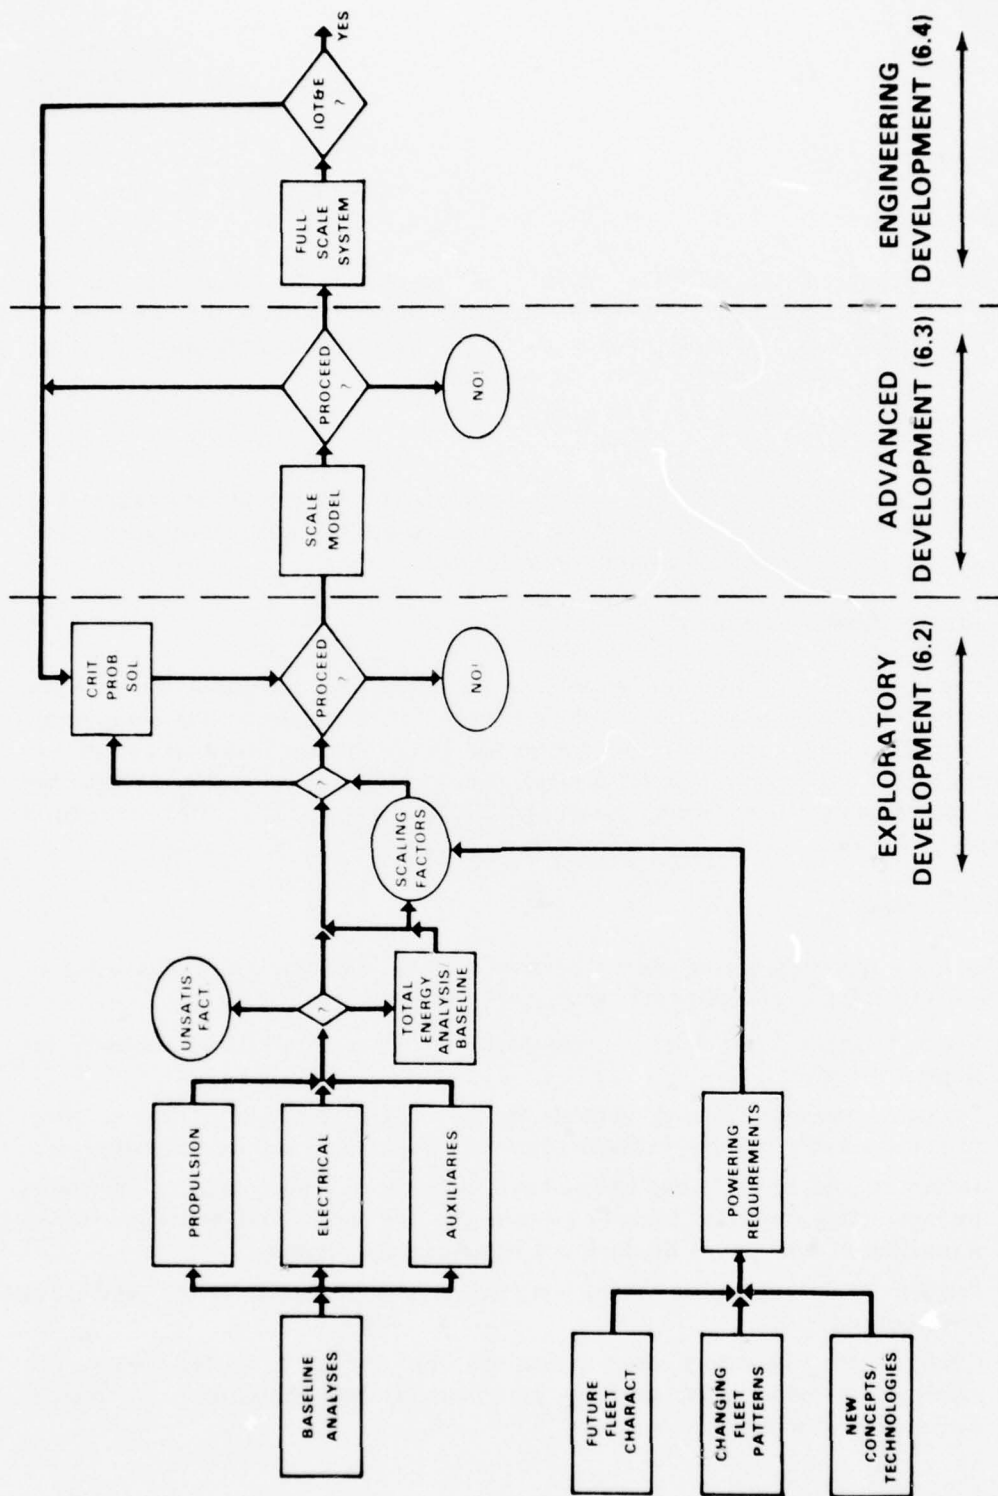 BASELINE
ANALYSES
PROPULSION
ELECTRICAL
AUXILIARIES
UNSATIS-
FACT
?
TOTAL
ENERGY
ANALYSIS/
BASELINE
SCALING
FACTORS
?
CRIT
PROB
SOL
PROCEED
?
NO!
SCALE
MODEL
PROCEED
?
NO!
FULL
SCALE
SYSTEM
IOT&E
?
YES
FUTURE
FLEET
CHARACT
CHANGING
FLEET
PATTERNS
NEW
CONCEPTS/
TECHNOLOGIES
POWERING
REQUIREMENTS
EXPLORATORY
DEVELOPMENT (6.2)
ADVANCED
DEVELOPMENT (6.3)
ENGINEERING
DEVELOPMENT (6.4)